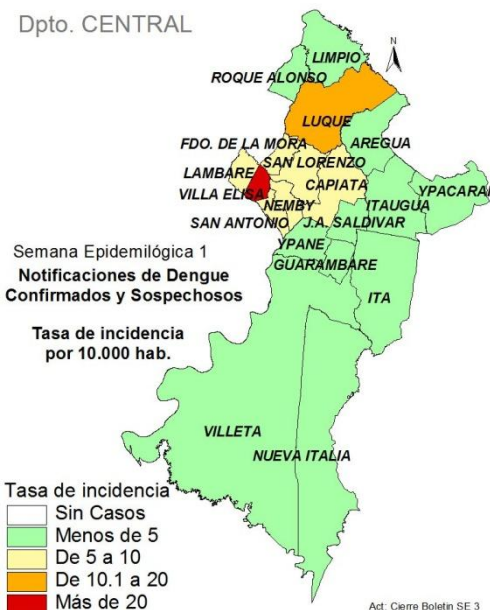 Dpto. CENTRAL
N
LIMPIO
ROQUE ALONSO
LUQUE
FDO. DE LA MORA
AREGUA
SAN LORENZO
LAMBARE
CAPIATA
YPACARAI
VILLA ELISA
ITAUGUA
NEMBY
SAN ANTONIO
J.A. SALDIVAR
YPANE
GUARAMBARE
ITA
Semana Epidemilógica 1
Notificaciones de Dengue
Confirmados y Sospechosos
Tasa de incidencia
por 10.000 hab.
VILLETA
NUEVA ITALIA
Tasa de incidencia
Sin Casos
Menos de 5
De 5 a 10
De 10.1 a 20
Más de 20
Act: Cierre Boletin SE 3